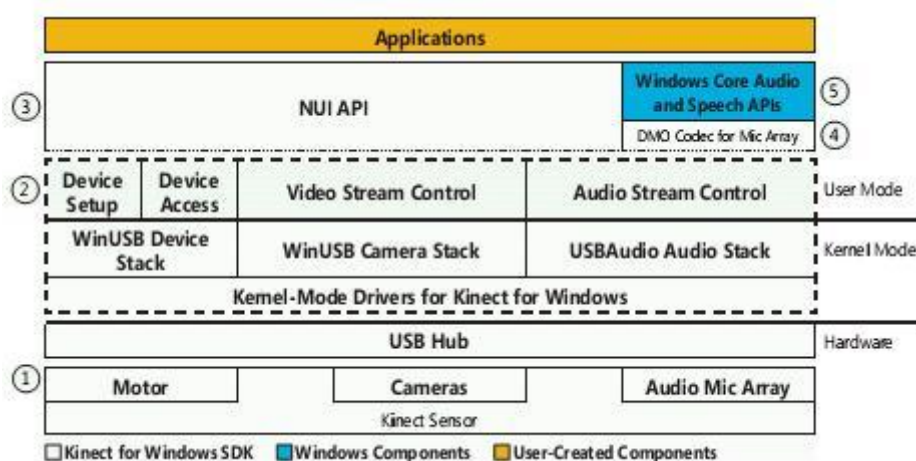 Applications
③ NUI API
Windows Core Audio and Speech APIs ⑤
DMO Codec for Mic Array ④
② Device Setup
Device Access
Video Stream Control
Audio Stream Control
User Mode
WinUSB Device Stack
WinUSB Camera Stack
USBAudio Audio Stack
Kernel Mode
Kernel-Mode Drivers for Kinect for Windows
USB Hub
Hardware
① Motor
Cameras
Audio Mic Array
Kinect Sensor
Kinect for Windows SDK
Windows Components
User-Created Components